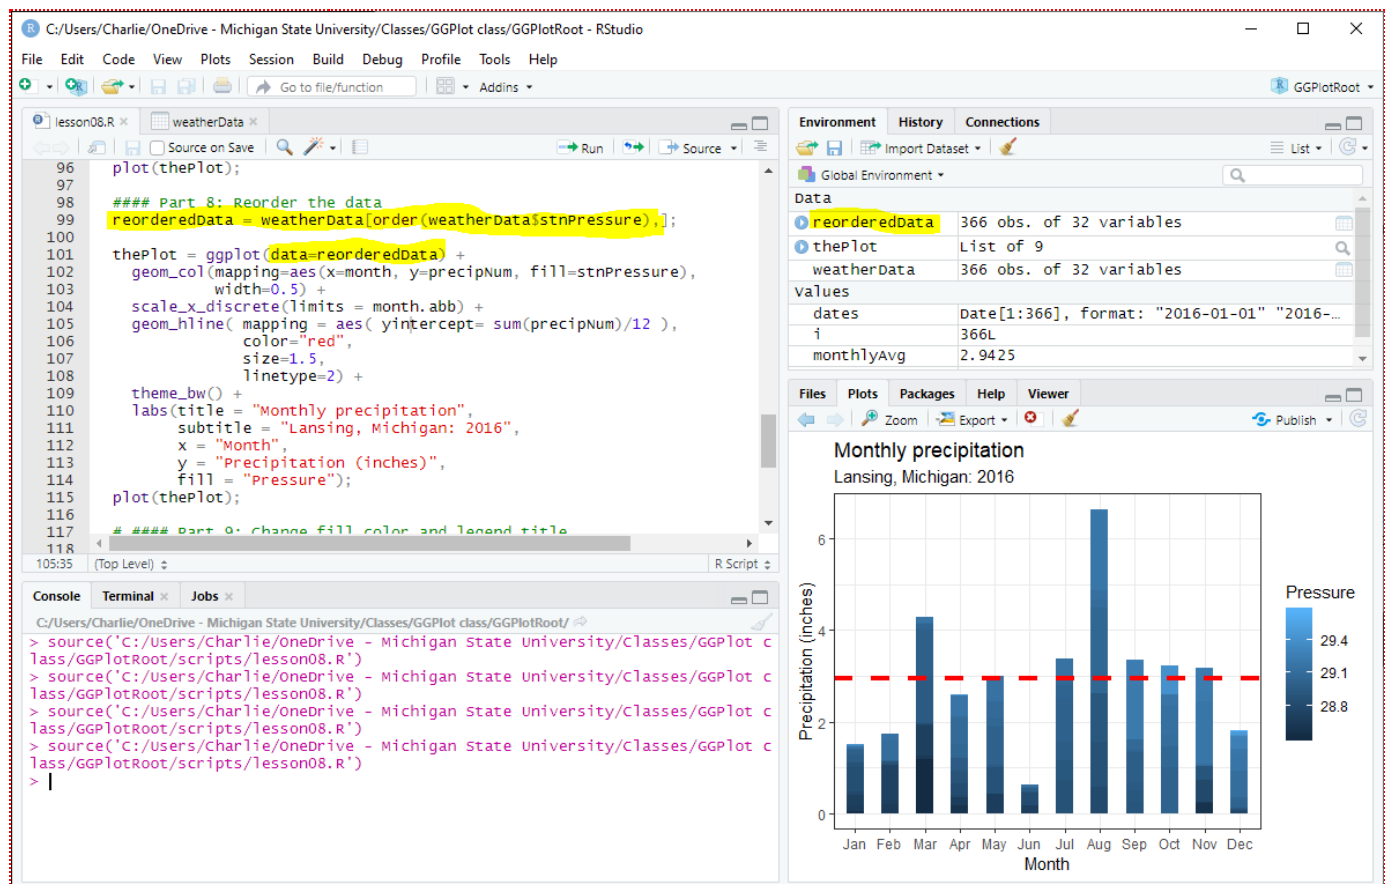 C:/Users/Charlie/OneDrive - Michigan State University/Classes/GGPlot class/GGPlotRoot - RStudio
File Edit Code View Plots Session Build Debug Profile Tools Help
Go to file/function Addins GGPlotRoot
lesson08.R weatherData
Source on Save Run Source
96 plot(thePlot);
97
98 #### Part 8: Reorder the data
99 reorderedData = weatherData[order(weatherData$stnPressure),];
100
101 thePlot = ggplot(data=reorderedData) +
102 geom_col(mapping=aes(x=month, y=precipNum, fill=stnPressure),
103 width=0.5) +
104 scale_x_discrete(limits = month.abb) +
105 geom_hline( mapping = aes( yintercept= sum(precipNum)/12 ),
106 color="red",
107 size=1.5,
108 linetype=2) +
109 theme_bw() +
110 labs(title = "Monthly precipitation",
111 subtitle = "Lansing, Michigan: 2016",
112 x = "Month",
113 y = "Precipitation (inches)",
114 fill = "Pressure");
115 plot(thePlot);
116
117 # #### Part 9: Change fill color and legend title
118
105:35 (Top Level) R Script
Console Terminal Jobs
C:/Users/Charlie/OneDrive - Michigan State University/Classes/GGPlot class/GGPlotRoot/
> source('C:/Users/Charlie/OneDrive - Michigan State University/Classes/GGPlot c
lass/GGPlotRoot/scripts/lesson08.R')
> source('C:/Users/Charlie/OneDrive - Michigan State University/Classes/GGPlot c
lass/GGPlotRoot/scripts/lesson08.R')
> source('C:/Users/Charlie/OneDrive - Michigan State University/Classes/GGPlot c
lass/GGPlotRoot/scripts/lesson08.R')
> source('C:/Users/Charlie/OneDrive - Michigan State University/Classes/GGPlot c
lass/GGPlotRoot/scripts/lesson08.R')
>
Environment History Connections
Import Dataset List
Global Environment
Data
reorderedData 366 obs. of 32 variables
thePlot List of 9
weatherData 366 obs. of 32 variables
Values
dates Date[1:366], format: "2016-01-01" "2016-…
i 366L
monthlyAvg 2.9425
Files Plots Packages Help Viewer
Zoom Export Publish
Monthly precipitation
Lansing, Michigan: 2016
Precipitation (inches)
6
4
2
0
Jan Feb Mar Apr May Jun Jul Aug Sep Oct Nov Dec
Month
Pressure
29.4
29.1
28.8